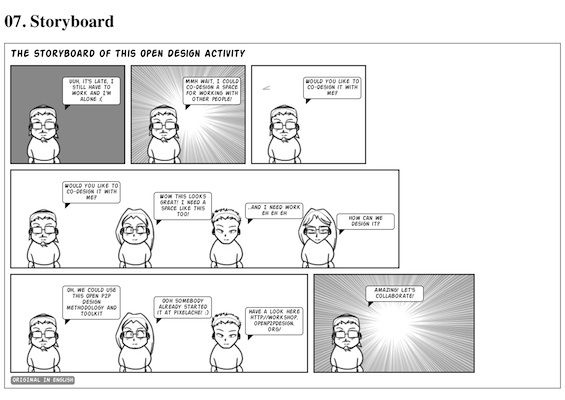 07. Storyboard
THE STORYBOARD OF THIS OPEN DESIGN ACTIVITY
UUH, IT'S LATE, I
STILL HAVE TO
WORK AND I'M
ALONE :(
MMH WAIT, I COULD
CO-DESIGN A SPACE
FOR WORKING WITH
OTHER PEOPLE!
WOULD YOU LIKE TO
CO-DESIGN IT WITH
ME?
WOULD YOU LIKE TO
CO-DESIGN IT WITH
ME?
WOW THIS LOOKS
GREAT! I NEED A
SPACE LIKE THIS
TOO!
...AND I NEED WORK
EH EH EH
HOW CAN WE
DESIGN IT?
OH, WE COULD USE
THIS OPEN P2P
DESIGN
METHODOLOGY AND
TOOLKIT
OOH SOMEBODY
ALREADY STARTED
IT AT PIXELACHE! :)
HAVE A LOOK HERE
HTTP://WORKSHOP.
OPENP2PDESIGN.
ORG/
AMAZING! LET'S
COLLABORATE!
ORIGINAL IN ENGLISH